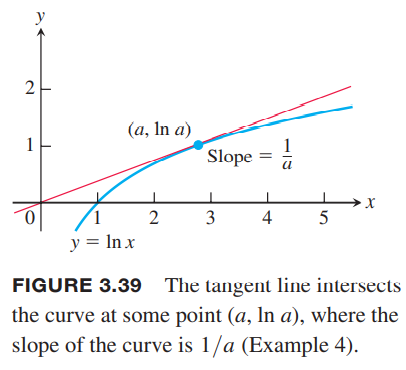 y
2
(a, ln a)
1
Slope = 1/a
x
0 1 2 3 4 5
y = ln x
FIGURE 3.39 The tangent line intersects
the curve at some point (a, ln a), where the
slope of the curve is 1/a (Example 4).